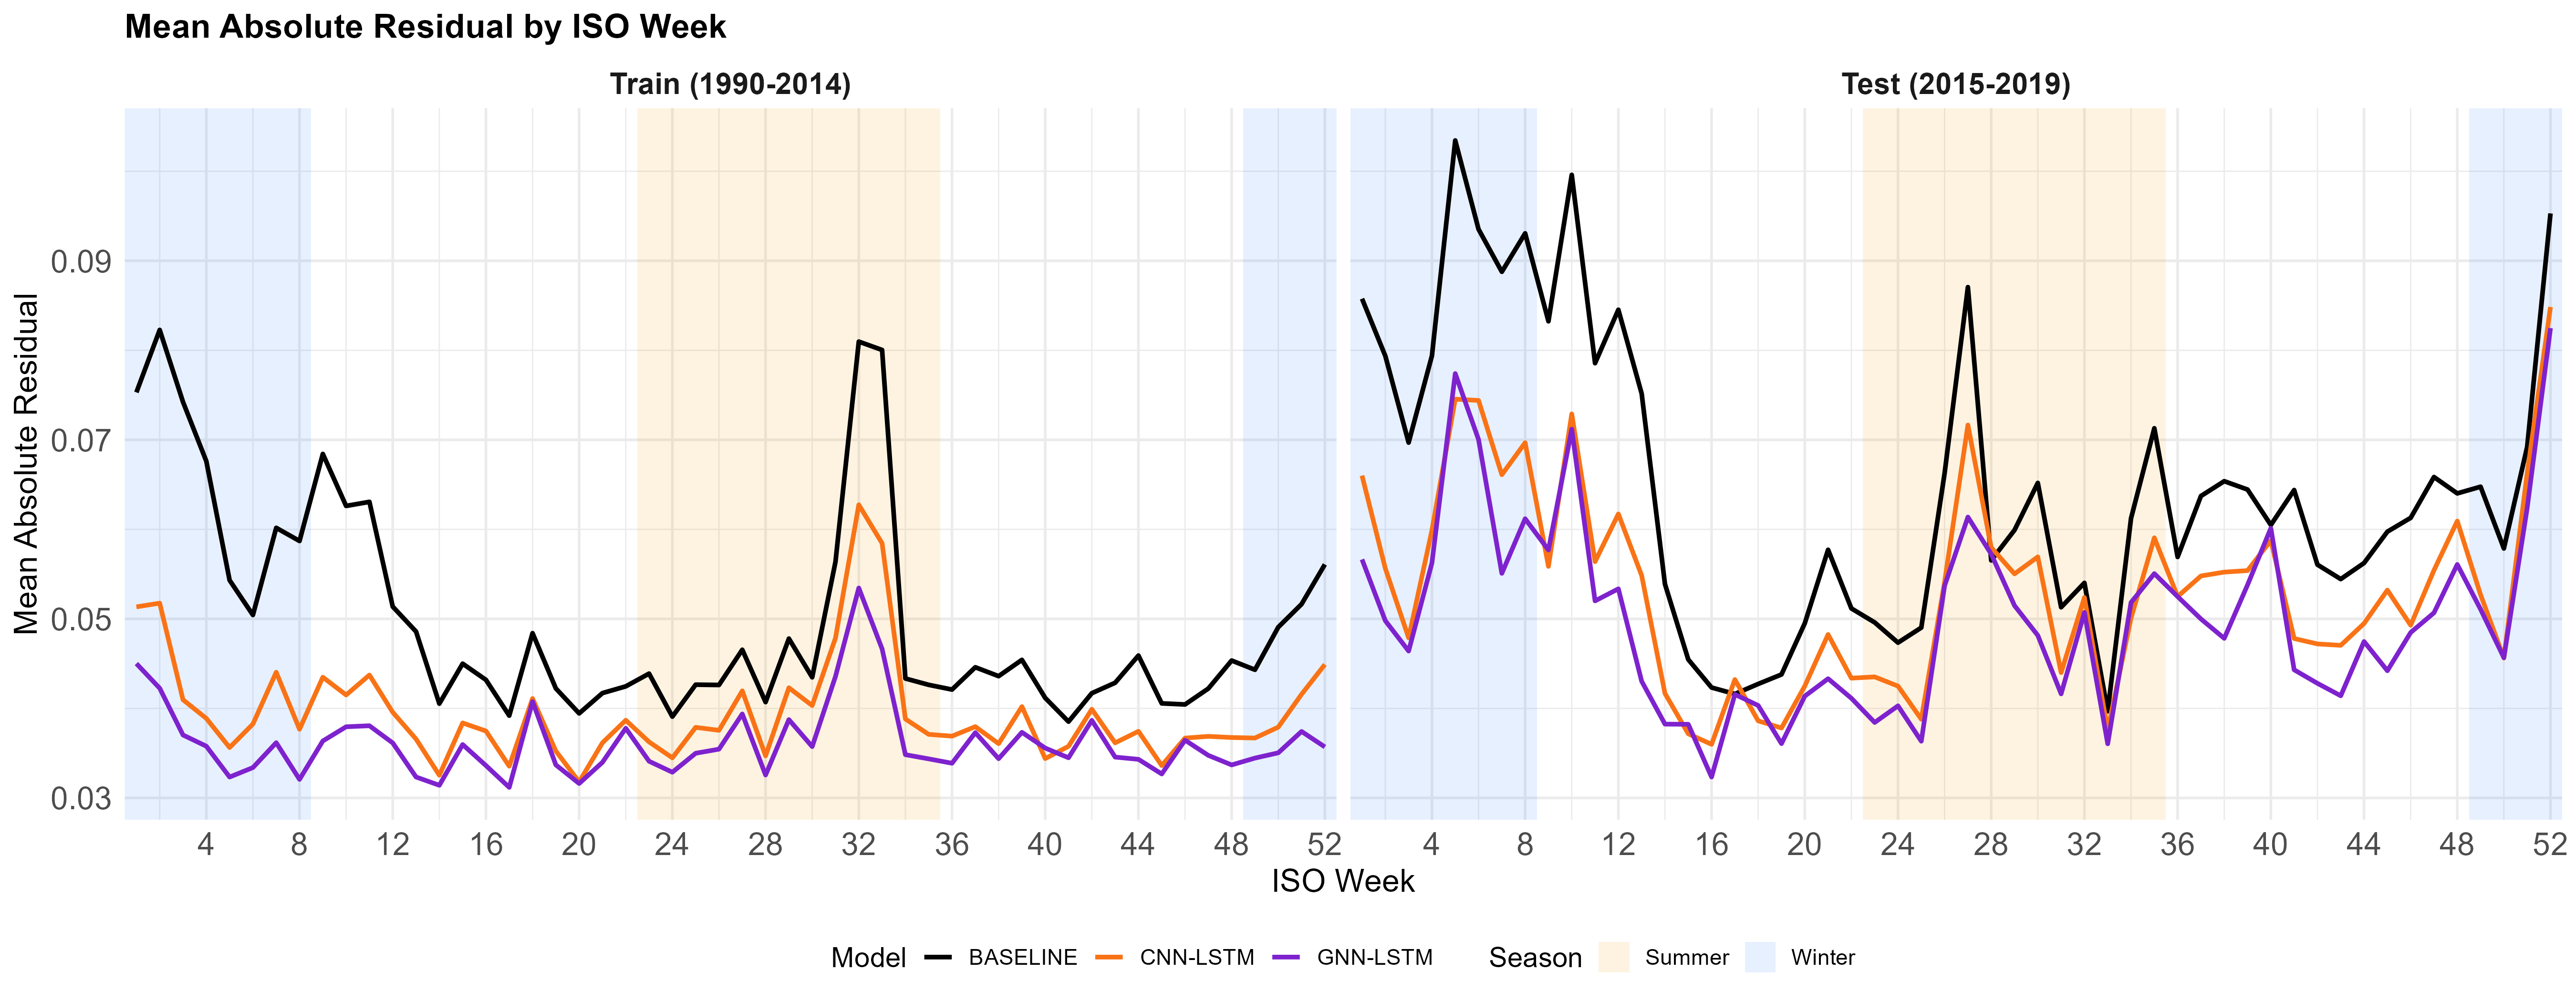 Mean Absolute Residual by ISO Week
Train (1990-2014)
Test (2015-2019)
Mean Absolute Residual
0.09
0.07
0.05
0.03
4 8 12 16 20 24 28 32 36 40 44 48 52
4 8 12 16 20 24 28 32 36 40 44 48 52
ISO Week
Model BASELINE CNN-LSTM GNN-LSTM Season Summer Winter